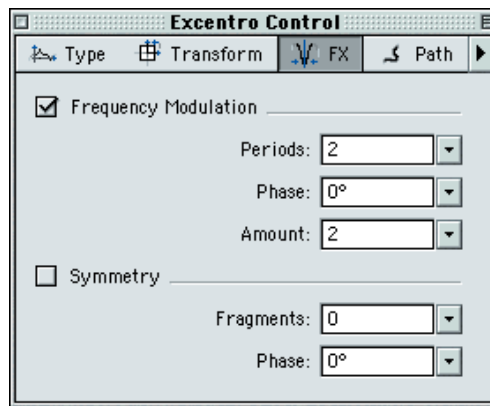 Excentro Control
Type Transform FX Path
Frequency Modulation
Periods: 2
Phase: 0°
Amount: 2
Symmetry
Fragments: 0
Phase: 0°